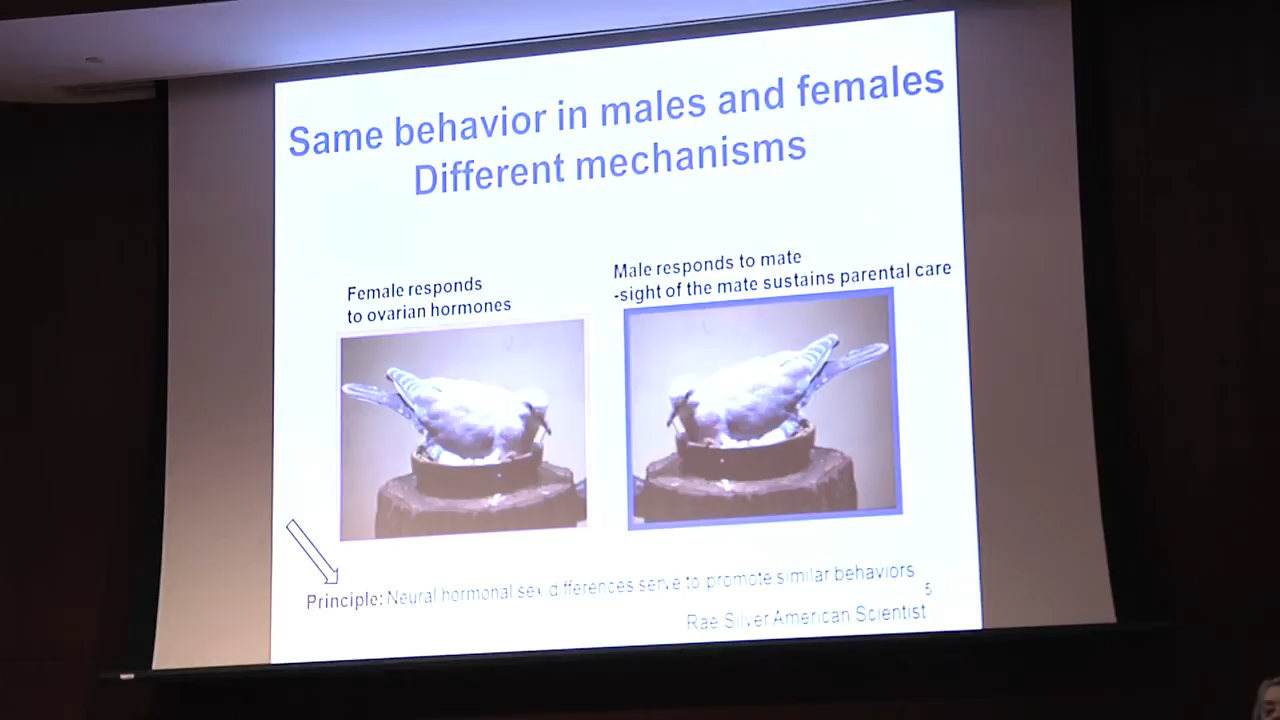 Same behavior in males and females
Different mechanisms
Female responds
to ovarian hormones
Male responds to mate
-sight of the mate sustains parental care
Principle: Neural hormonal sex differences serve to promote similar behaviors
5
Rae Silver American Scientist